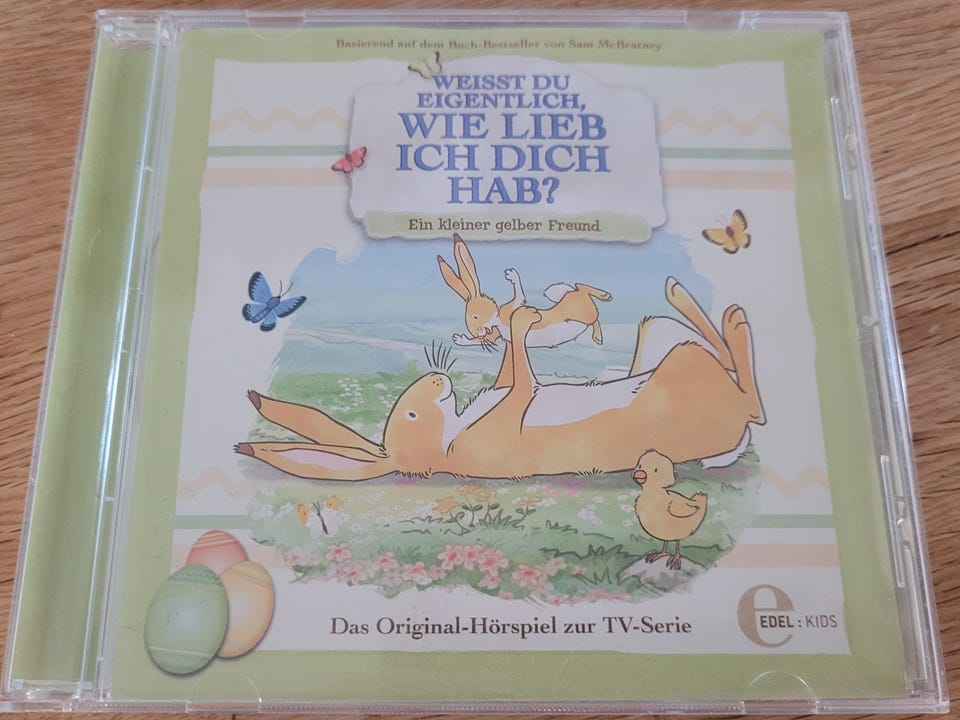 Basierend auf dem Buch-Bestseller von Sam McBratney
WEISST DU
EIGENTLICH,
WIE LIEB
ICH DICH
HAB?
Ein kleiner gelber Freund
Das Original-Hörspiel zur TV-Serie
e
EDEL : KIDS